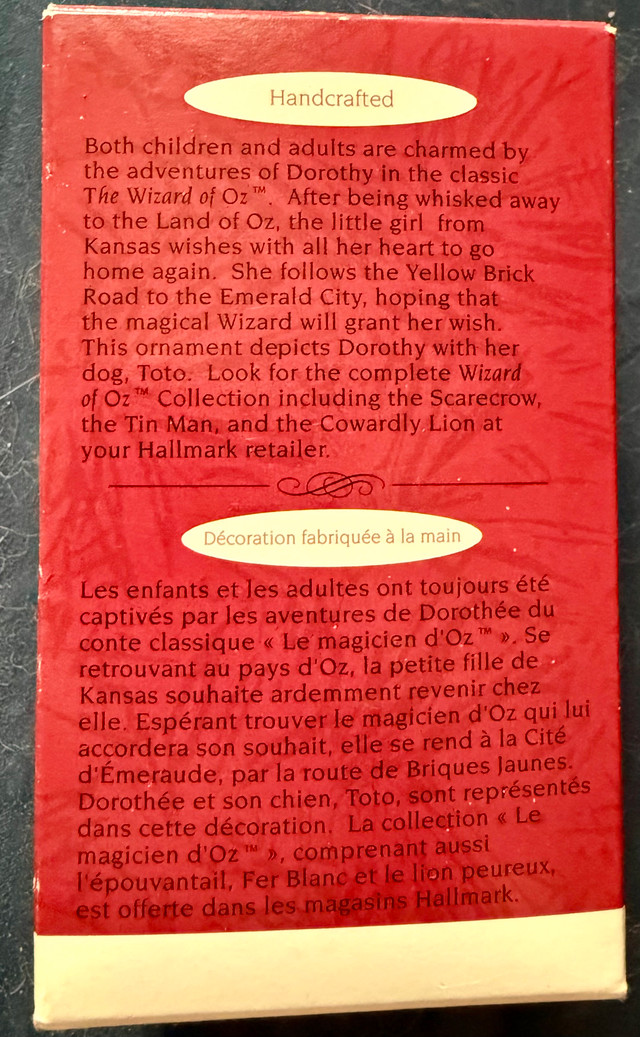 Handcrafted
Both children and adults are charmed by
the adventures of Dorothy in the classic
The Wizard of Oz™. After being whisked away
to the Land of Oz, the little girl from
Kansas wishes with all her heart to go
home again. She follows the Yellow Brick
Road to the Emerald City, hoping that
the magical Wizard will grant her wish.
This ornament depicts Dorothy with her
dog, Toto. Look for the complete Wizard
of Oz™ Collection including the Scarecrow,
the Tin Man, and the Cowardly Lion at
your Hallmark retailer.
Décoration fabriquée à la main
Les enfants et les adultes ont toujours été
captivés par les aventures de Dorothée du
conte classique « Le magicien d'Oz™ ». Se
retrouvant au pays d'Oz, la petite fille de
Kansas souhaite ardemment revenir chez
elle. Espérant trouver le magicien d'Oz qui lui
accordera son souhait, elle se rend à la Cité
d'Émeraude, par la route de Briques Jaunes.
Dorothée et son chien, Toto, sont représentés
dans cette décoration. La collection « Le
magicien d'Oz™ », comprenant aussi
l'épouvantail, Fer Blanc et le lion peureux,
est offerte dans les magasins Hallmark.